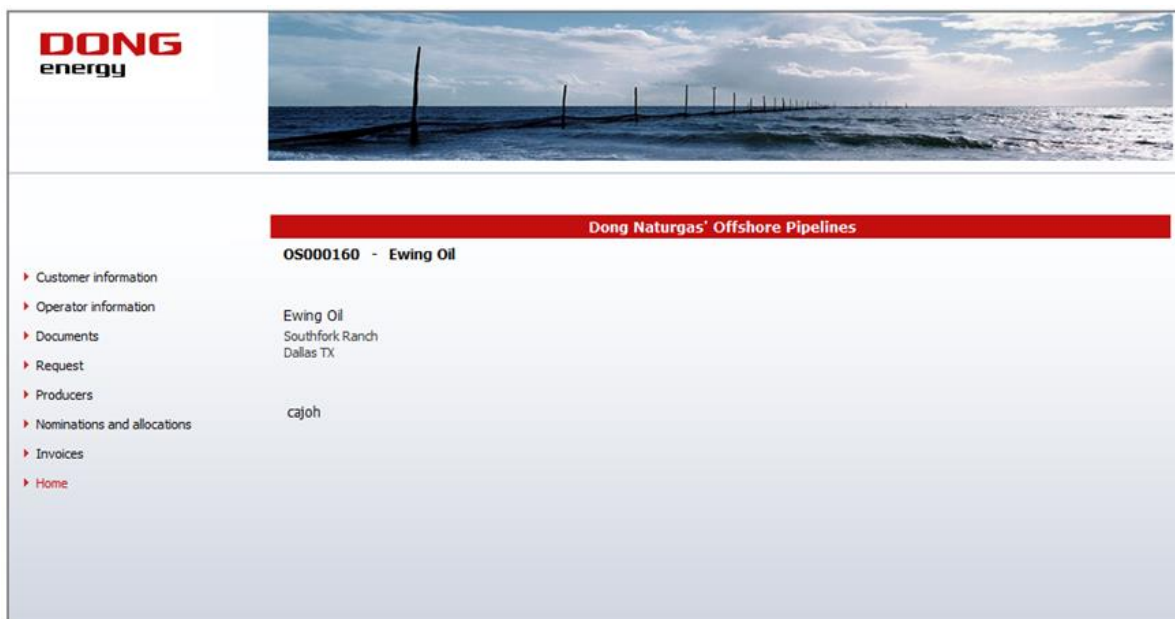 DONG
energy
Dong Naturgas' Offshore Pipelines
OS000160 - Ewing Oil
Customer information
Operator information
Documents
Request
Producers
Nominations and allocations
Invoices
Home
Ewing Oil
Southfork Ranch
Dallas TX
cajoh